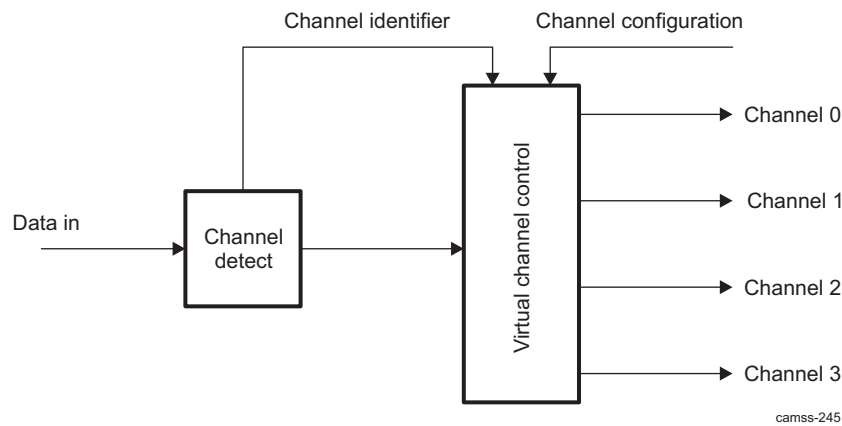 Channel identifier
Channel configuration
Channel 0
Channel 1
Data in
Channel
detect
Virtual channel control
Channel 2
Channel 3
camss-245